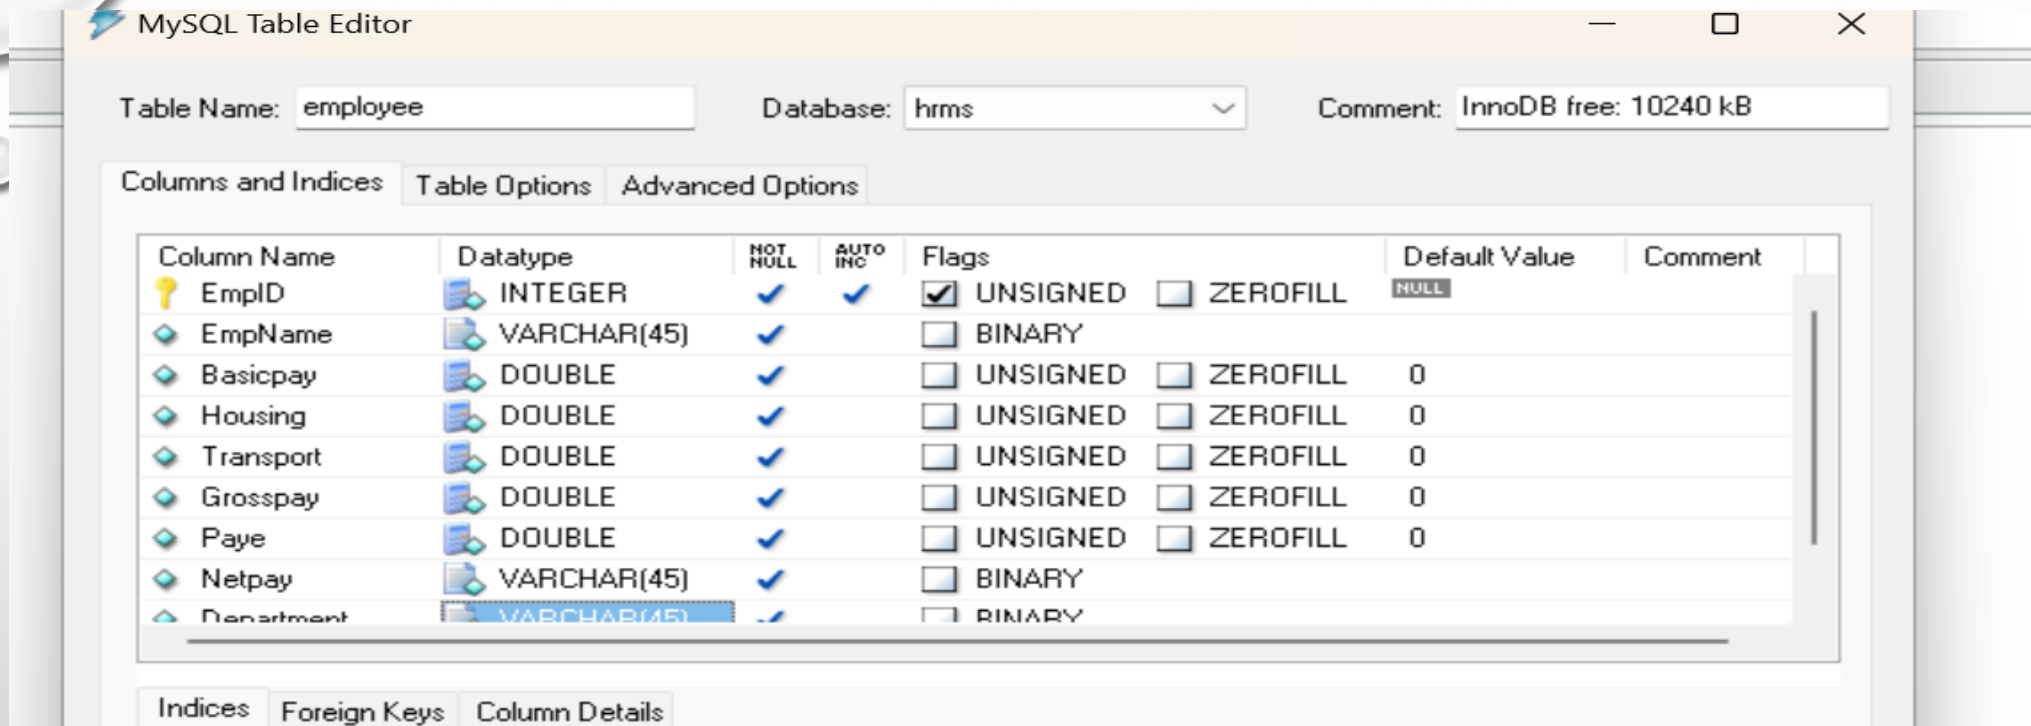 MySQL Table Editor
Table Name: employee Database: hrms Comment: InnoDB free: 10240 kB
Columns and Indices Table Options Advanced Options
Column Name Datatype NOT NULL AUTO INC Flags Default Value Comment
EmpID INTEGER UNSIGNED ZEROFILL NULL
EmpName VARCHAR(45) BINARY
Basicpay DOUBLE UNSIGNED ZEROFILL 0
Housing DOUBLE UNSIGNED ZEROFILL 0
Transport DOUBLE UNSIGNED ZEROFILL 0
Grosspay DOUBLE UNSIGNED ZEROFILL 0
Paye DOUBLE UNSIGNED ZEROFILL 0
Netpay VARCHAR(45) BINARY
Department VARCHAR(45) BINARY
Indices Foreign Keys Column Details